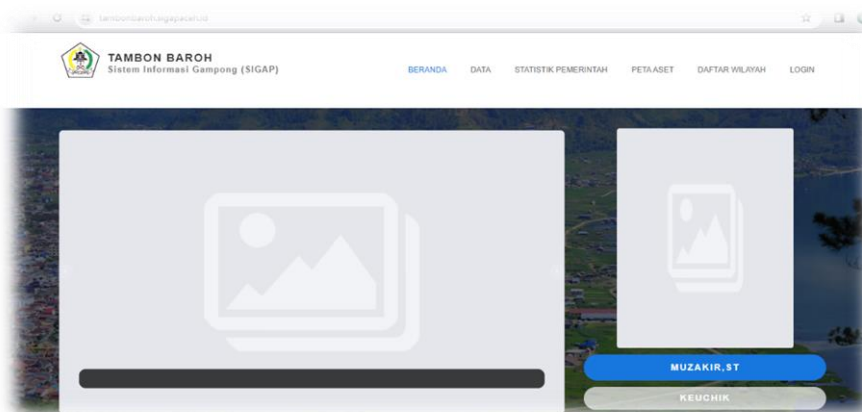 tambonbaroh.sigapaceh.id
TAMBON BAROH
Sistem Informasi Gampong (SIGAP)
BERANDA DATA STATISTIK PEMERINTAH PETA ASET DAFTAR WILAYAH LOGIN
MUZAKIR,ST
KEUCHIK